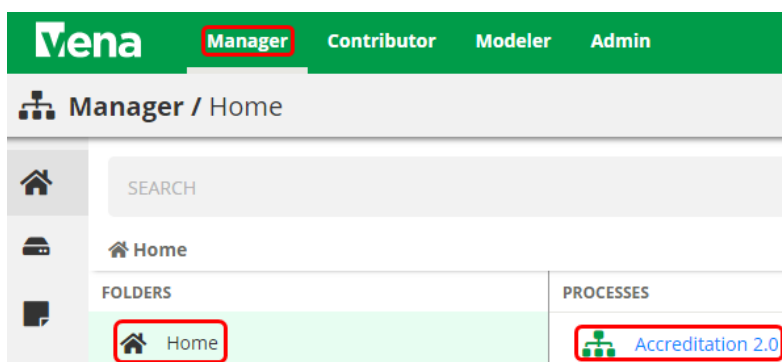 Vena Manager Contributor Modeler Admin
Manager / Home
SEARCH
Home
FOLDERS PROCESSES
Home Accreditation 2.0